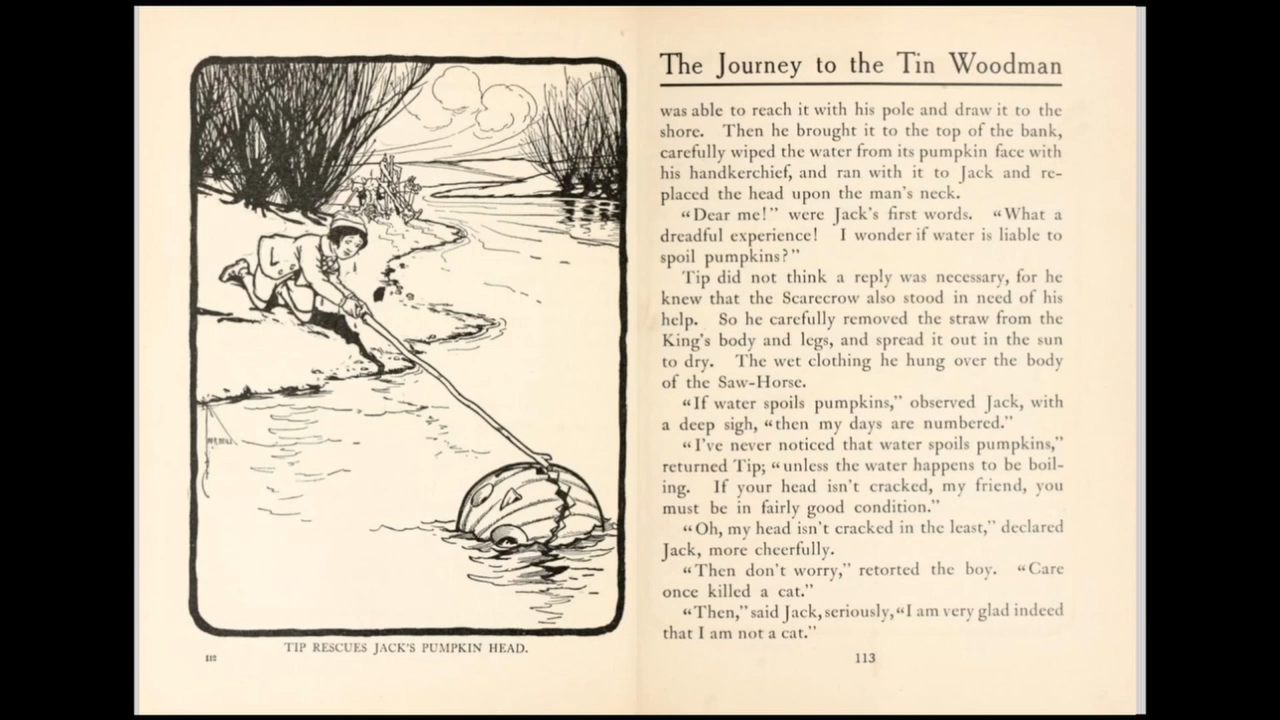 TIP RESCUES JACK'S PUMPKIN HEAD.
112
The Journey to the Tin Woodman
was able to reach it with his pole and draw it to the
shore. Then he brought it to the top of the bank,
carefully wiped the water from its pumpkin face with
his handkerchief, and ran with it to Jack and re-
placed the head upon the man's neck.
"Dear me!" were Jack's first words. "What a
dreadful experience! I wonder if water is liable to
spoil pumpkins?"
Tip did not think a reply was necessary, for he
knew that the Scarecrow also stood in need of his
help. So he carefully removed the straw from the
King's body and legs, and spread it out in the sun
to dry. The wet clothing he hung over the body
of the Saw-Horse.
"If water spoils pumpkins," observed Jack, with
a deep sigh, "then my days are numbered."
"I've never noticed that water spoils pumpkins,"
returned Tip; "unless the water happens to be boil-
ing. If your head isn't cracked, my friend, you
must be in fairly good condition."
"Oh, my head isn't cracked in the least," declared
Jack, more cheerfully.
"Then don't worry," retorted the boy. "Care
once killed a cat."
"Then," said Jack, seriously, "I am very glad indeed
that I am not a cat."
113